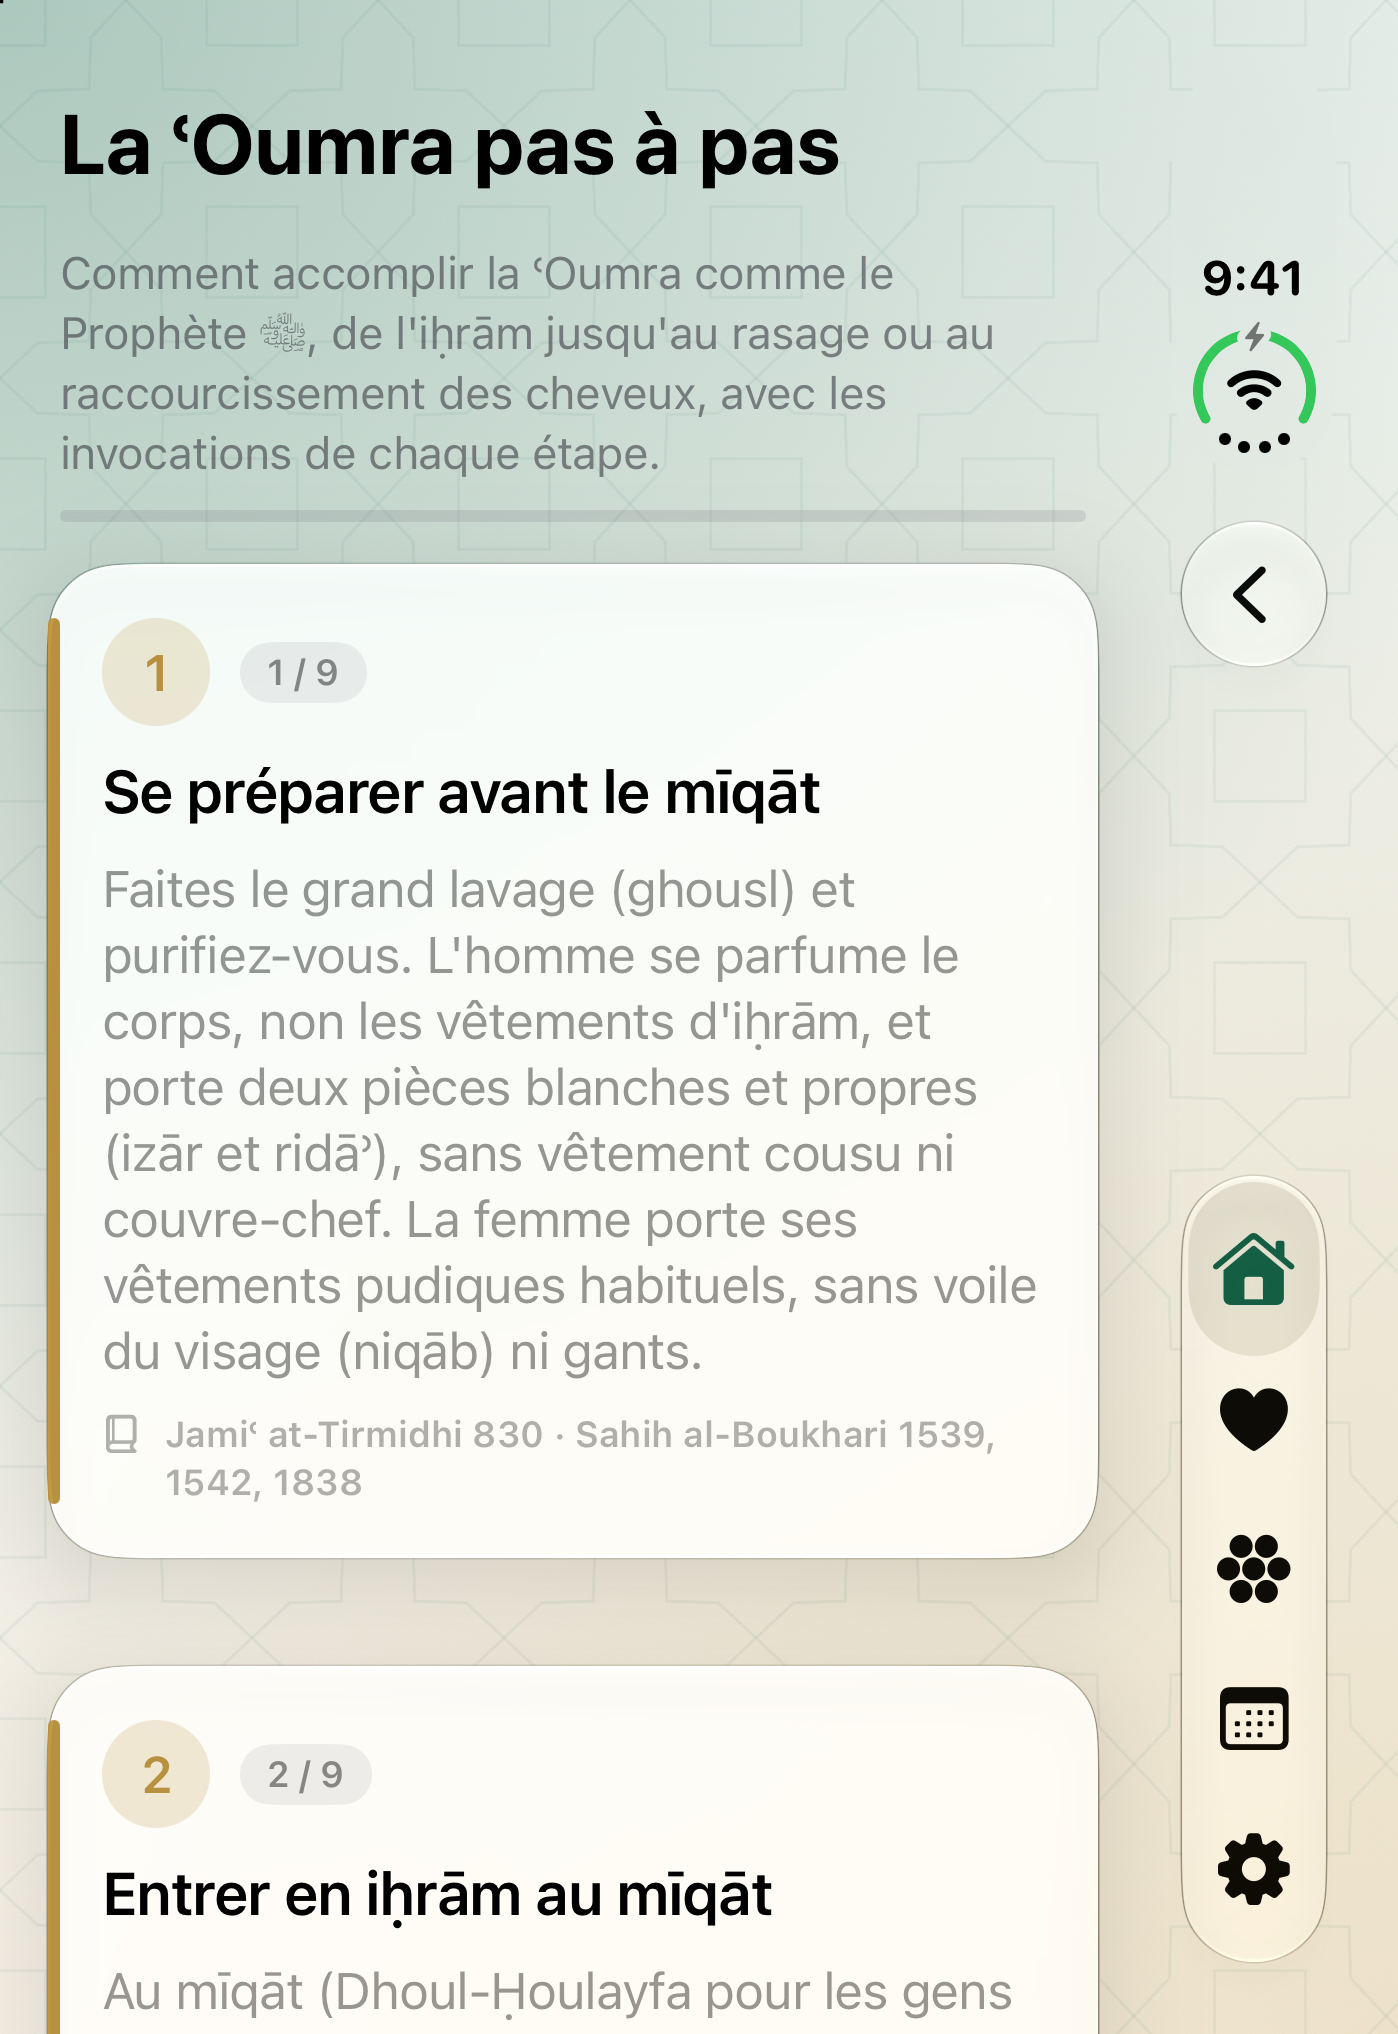 La ʿOumra pas à pas
Comment accomplir la ʿOumra comme le
Prophète ﷺ, de l'iḥrām jusqu'au rasage ou au
raccourcissement des cheveux, avec les
invocations de chaque étape.
9:41
1
1 / 9
Se préparer avant le mīqāt
Faites le grand lavage (ghousl) et
purifiez-vous. L'homme se parfume le
corps, non les vêtements d'iḥrām, et
porte deux pièces blanches et propres
(izār et ridāʾ), sans vêtement cousu ni
couvre-chef. La femme porte ses
vêtements pudiques habituels, sans voile
du visage (niqāb) ni gants.
Jamiʿ at-Tirmidhi 830 · Sahih al-Boukhari 1539,
1542, 1838
2
2 / 9
Entrer en iḥrām au mīqāt
Au mīqāt (Dhoul-Ḥoulayfa pour les gens